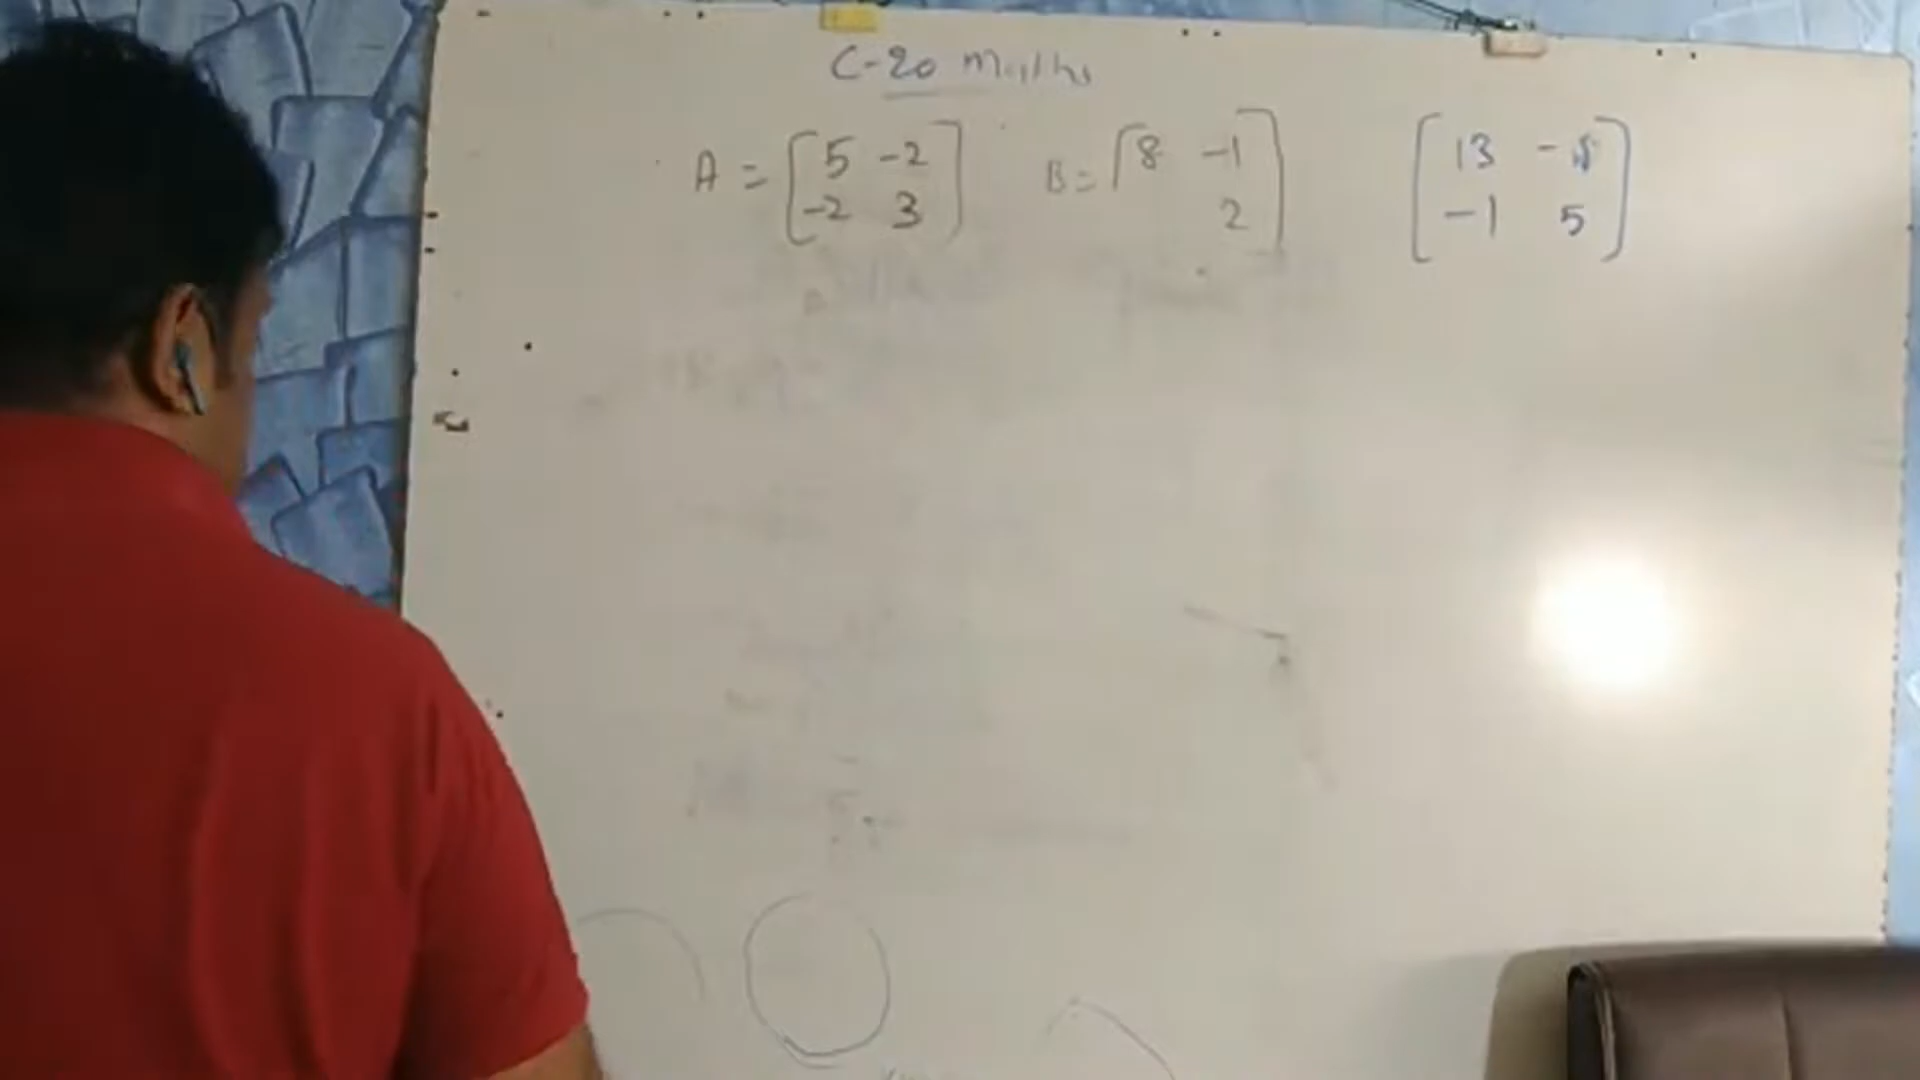 C-20 Maths
A = [5 -2 B = [8 -1] [13 -
-2 3] 2] -1 5]